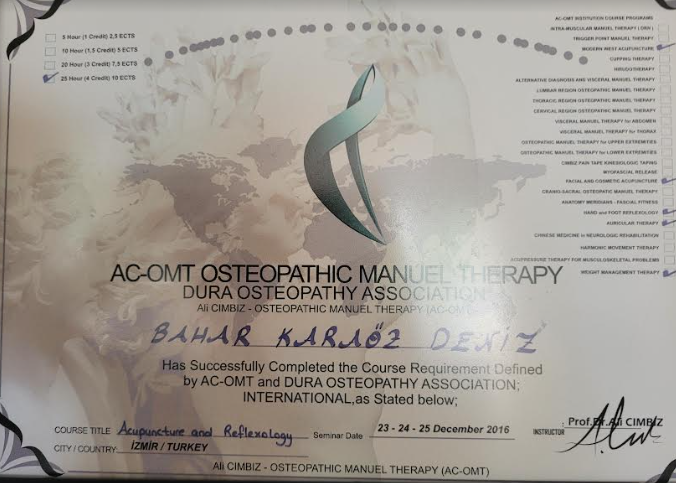 5 Hour (1 Credit) 2,5 ECTS
10 Hour (1,5 Credit) 5 ECTS
20 Hour (3 Credit) 7,5 ECTS
25 Hour (4 Credit) 10 ECTS
AC-OMT INSTITUTION COURSE PROGRAMS
INTRA-MUSCULAR MANUEL THERAPY
TRIGGER POINT MANUEL THERAPY
MODERN WEST ACUPUNCTURE
CUPPING THERAPY
HIRUDOTHERAPY
ALTERNATIVE DIAGNOSIS AND VISCERAL MANUEL THERAPY
LUMBAR REGION OSTEOPATHIC MANUEL THERAPY
THORACIC REGION OSTEOPATHIC MANUEL THERAPY
CERVICAL REGION OSTEOPATHIC MANUEL THERAPY
VISCERAL MANUEL THERAPY for ABDOMEN
VISCERAL MANUEL THERAPY for THORAX
OSTEOPATHIC MANUEL THERAPY for UPPER EXTREMITIES
OSTEOPATHIC MANUEL THERAPY for LOWER EXTREMITIES
CIMBIZ PAIN TAPE KINESIOLOGIC TAPING
MYOFASCIAL RELEASE
FACIAL AND COSMETIC ACUPUNCTURE
CRANIO-SACRAL OSTEOPATIC MANUEL THERAPY
ANATOMY MERIDIANS - FASCIAL FITNESS
HAND and FOOT REFLEXOLOGY
AURICULAR THERAPY
CHINESE MEDICINE in NEUROLOGIC REHABILITATION
HARMONIC MOVEMENT THERAPY
ACUPRESSURE THERAPY FOR MUSCULOSKELETAL PROBLEMS
WEIGHT MANAGEMENT THERAPY
AC-OMT OSTEOPATHIC MANUEL THERAPY
DURA OSTEOPATHY ASSOCIATION
Ali CIMBIZ - OSTEOPATHIC MANUEL THERAPY (AC-OMT)
BAHAR KARAÖZ DENİZ
Has Successfully Completed the Course Requirement Defined
by AC-OMT and DURA OSTEOPATHY ASSOCIATION;
INTERNATIONAL,as Stated below;
COURSE TITLE Acupuncture and Reflexology Seminar Date 23 - 24 - 25 December 2016 INSTRUCTOR Prof.Dr.Ali CIMBIZ
CITY / COUNTRY: İZMİR / TURKEY
Ali CIMBIZ - OSTEOPATHIC MANUEL THERAPY (AC-OMT)